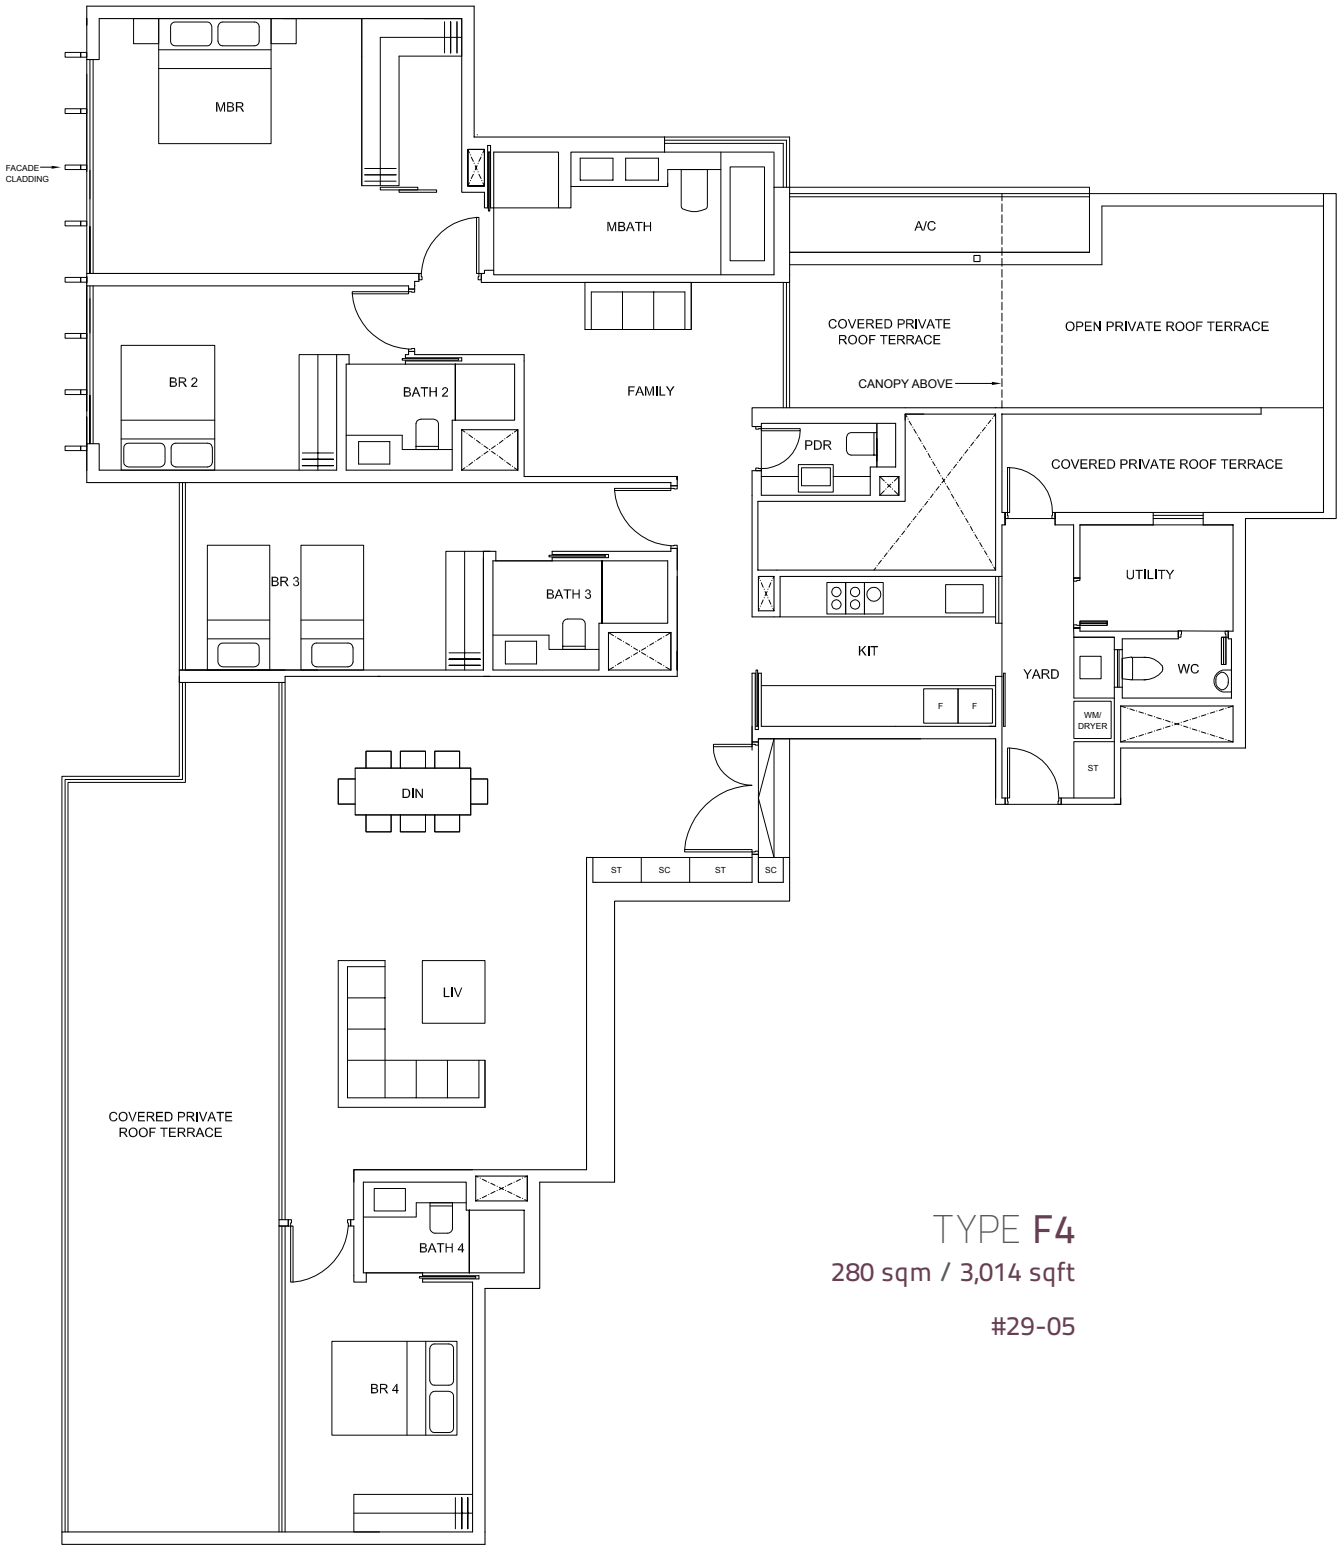 MBR
FACADE
CLADDING
MBATH
A/C
COVERED PRIVATE
ROOF TERRACE
OPEN PRIVATE ROOF TERRACE
CANOPY ABOVE
BR 2
BATH 2
FAMILY
PDR
COVERED PRIVATE ROOF TERRACE
BR 3
BATH 3
UTILITY
KIT
YARD
WC
F
F
WM/
DRYER
ST
DIN
ST
SC
ST
SC
LIV
COVERED PRIVATE
ROOF TERRACE
BATH 4
BR 4
TYPE F4
280 sqm / 3,014 sqft
#29-05